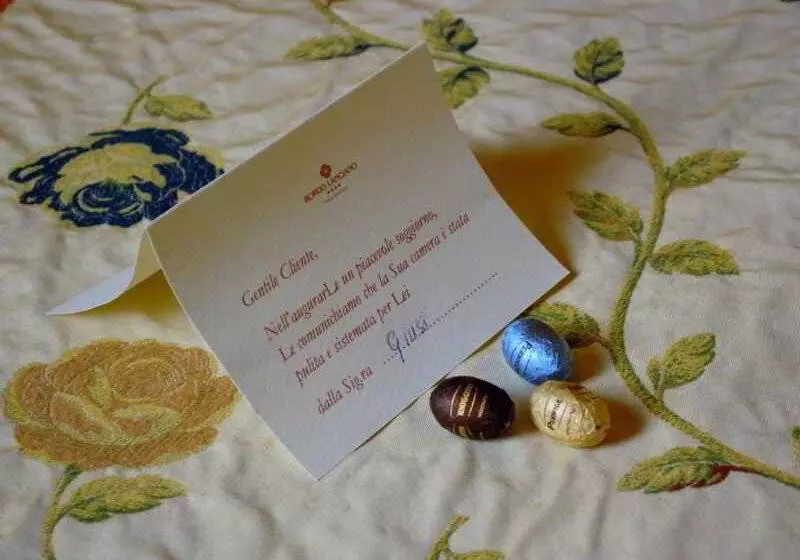 BORGO LANCIANO
Gentile Cliente,
Nell'augurarLe un piacevole soggiorno,
Le comunichiamo che la Sua camera è stata
pulita e sistemata per Lei
dalla Sig.ra ...Giusi..................